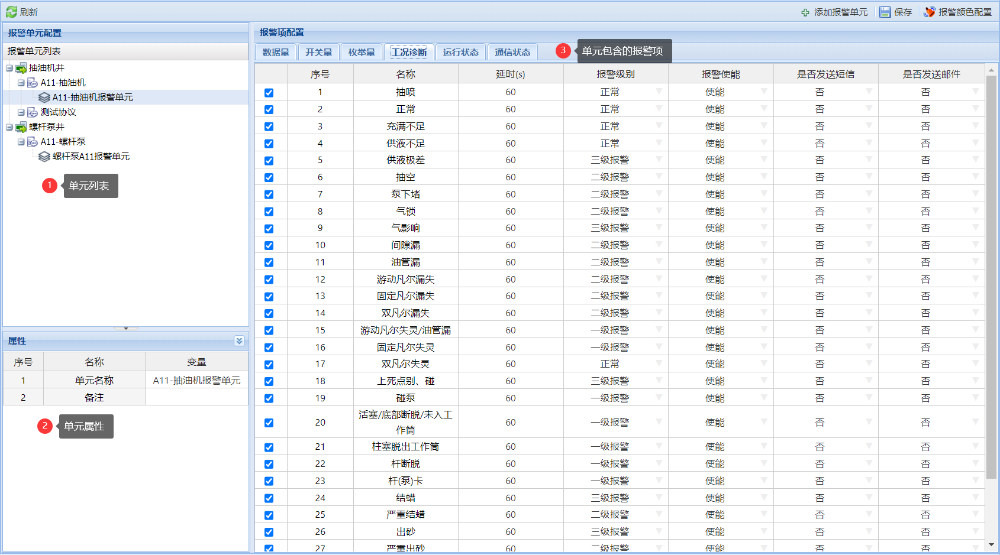 刷新 添加报警单元 保存 报警颜色配置
报警单元配置
报警单元列表
抽油机井
A11-抽油机
A11-抽油机报警单元
测试协议
螺杆泵井
A11-螺杆泵
螺杆泵A11报警单元
1 单元列表
属性
序号 名称 变量
1 单元名称 A11-抽油机报警单元
2 备注
2 单元属性
报警项配置
数据量 开关量 枚举量 工况诊断 运行状态 通信状态 3 单元包含的报警项
序号 名称 延时(s) 报警级别 报警使能 是否发送短信 是否发送邮件
1 抽喷 60 正常 使能 否 否
2 正常 60 正常 使能 否 否
3 充满不足 60 正常 使能 否 否
4 供液不足 60 正常 使能 否 否
5 供液极差 60 三级报警 使能 否 否
6 抽空 60 二级报警 使能 否 否
7 泵下堵 60 二级报警 使能 否 否
8 气锁 60 二级报警 使能 否 否
9 气影响 60 三级报警 使能 否 否
10 间隙漏 60 二级报警 使能 否 否
11 油管漏 60 二级报警 使能 否 否
12 游动凡尔漏失 60 二级报警 使能 否 否
13 固定凡尔漏失 60 二级报警 使能 否 否
14 双凡尔漏失 60 二级报警 使能 否 否
15 游动凡尔失灵/油管漏 60 一级报警 使能 否 否
16 固定凡尔失灵 60 一级报警 使能 否 否
17 双凡尔失灵 60 正常 使能 否 否
18 上死点别、碰 60 三级报警 使能 否 否
19 碰泵 60 一级报警 使能 否 否
20 活塞/底部断脱/未入工
作筒 60 一级报警 使能 否 否
21 柱塞脱出工作筒 60 一级报警 使能 否 否
22 杆断脱 60 一级报警 使能 否 否
23 杆(泵)卡 60 一级报警 使能 否 否
24 结蜡 60 三级报警 使能 否 否
25 严重结蜡 60 二级报警 使能 否 否
26 出砂 60 三级报警 使能 否 否
27 严重出砂 60 二级报警 使能 否 否